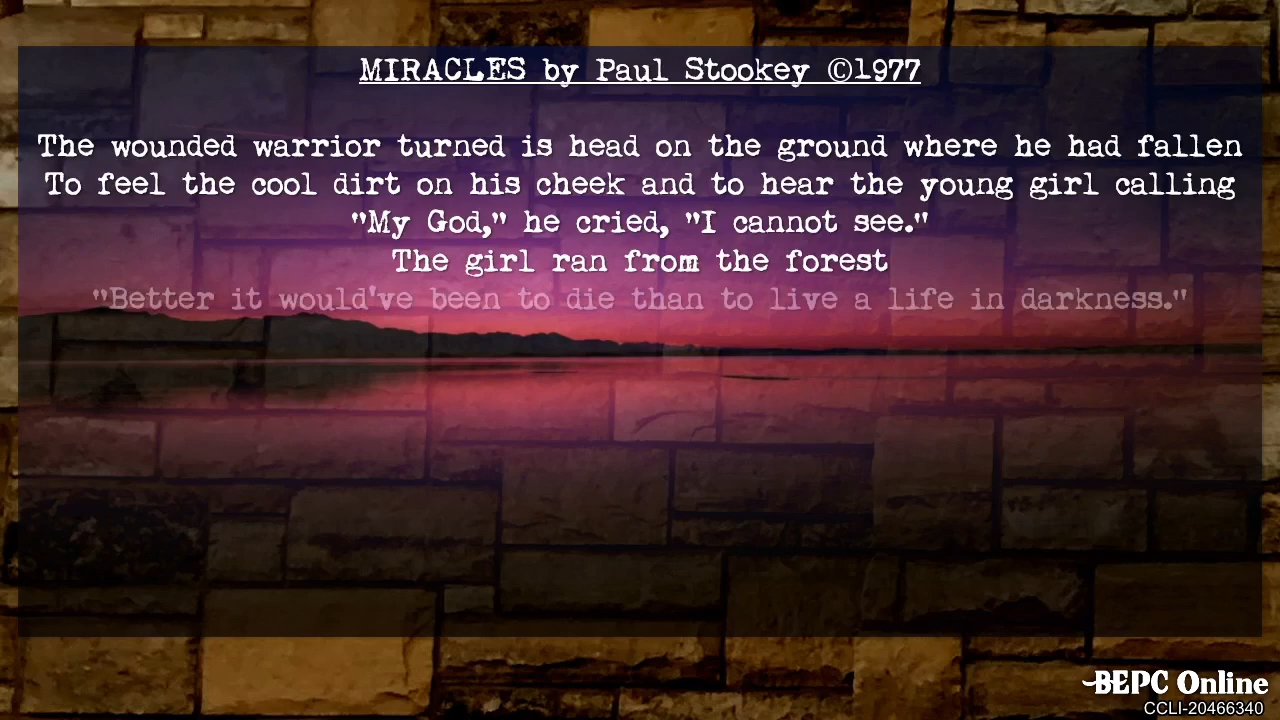 MIRACLES by Paul Stookey ©1977
The wounded warrior turned is head on the ground where he had fallen
To feel the cool dirt on his cheek and to hear the young girl calling
"My God," he cried, "I cannot see."
The girl ran from the forest
"Better it would've been to die than to live a life in darkness."
BEPC Online
CCLI-20466340